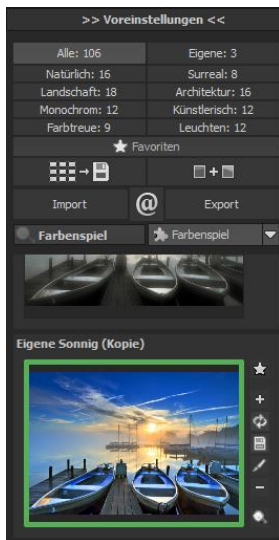 >> Voreinstellungen <<
Alle: 106 Eigene: 3
Natürlich: 16 Surreal: 8
Landschaft: 18 Architektur: 16
Monochrom: 12 Künstlerisch: 12
Farbtreue: 9 Leuchten: 12
Favoriten
Import @ Export
Farbenspiel Farbenspiel
Eigene Sonnig (Kopie)